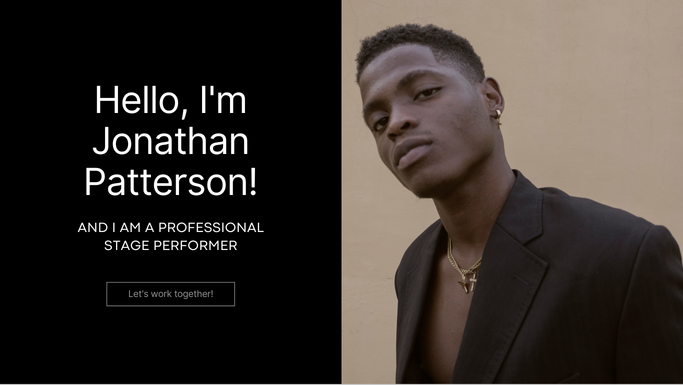 Hello, I'm
Jonathan
Patterson!
AND I AM A PROFESSIONAL
STAGE PERFORMER
Let's work together!